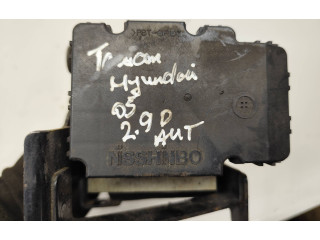 Tucson
Hyundai
05
2.9D
AUT
NISSHINBO